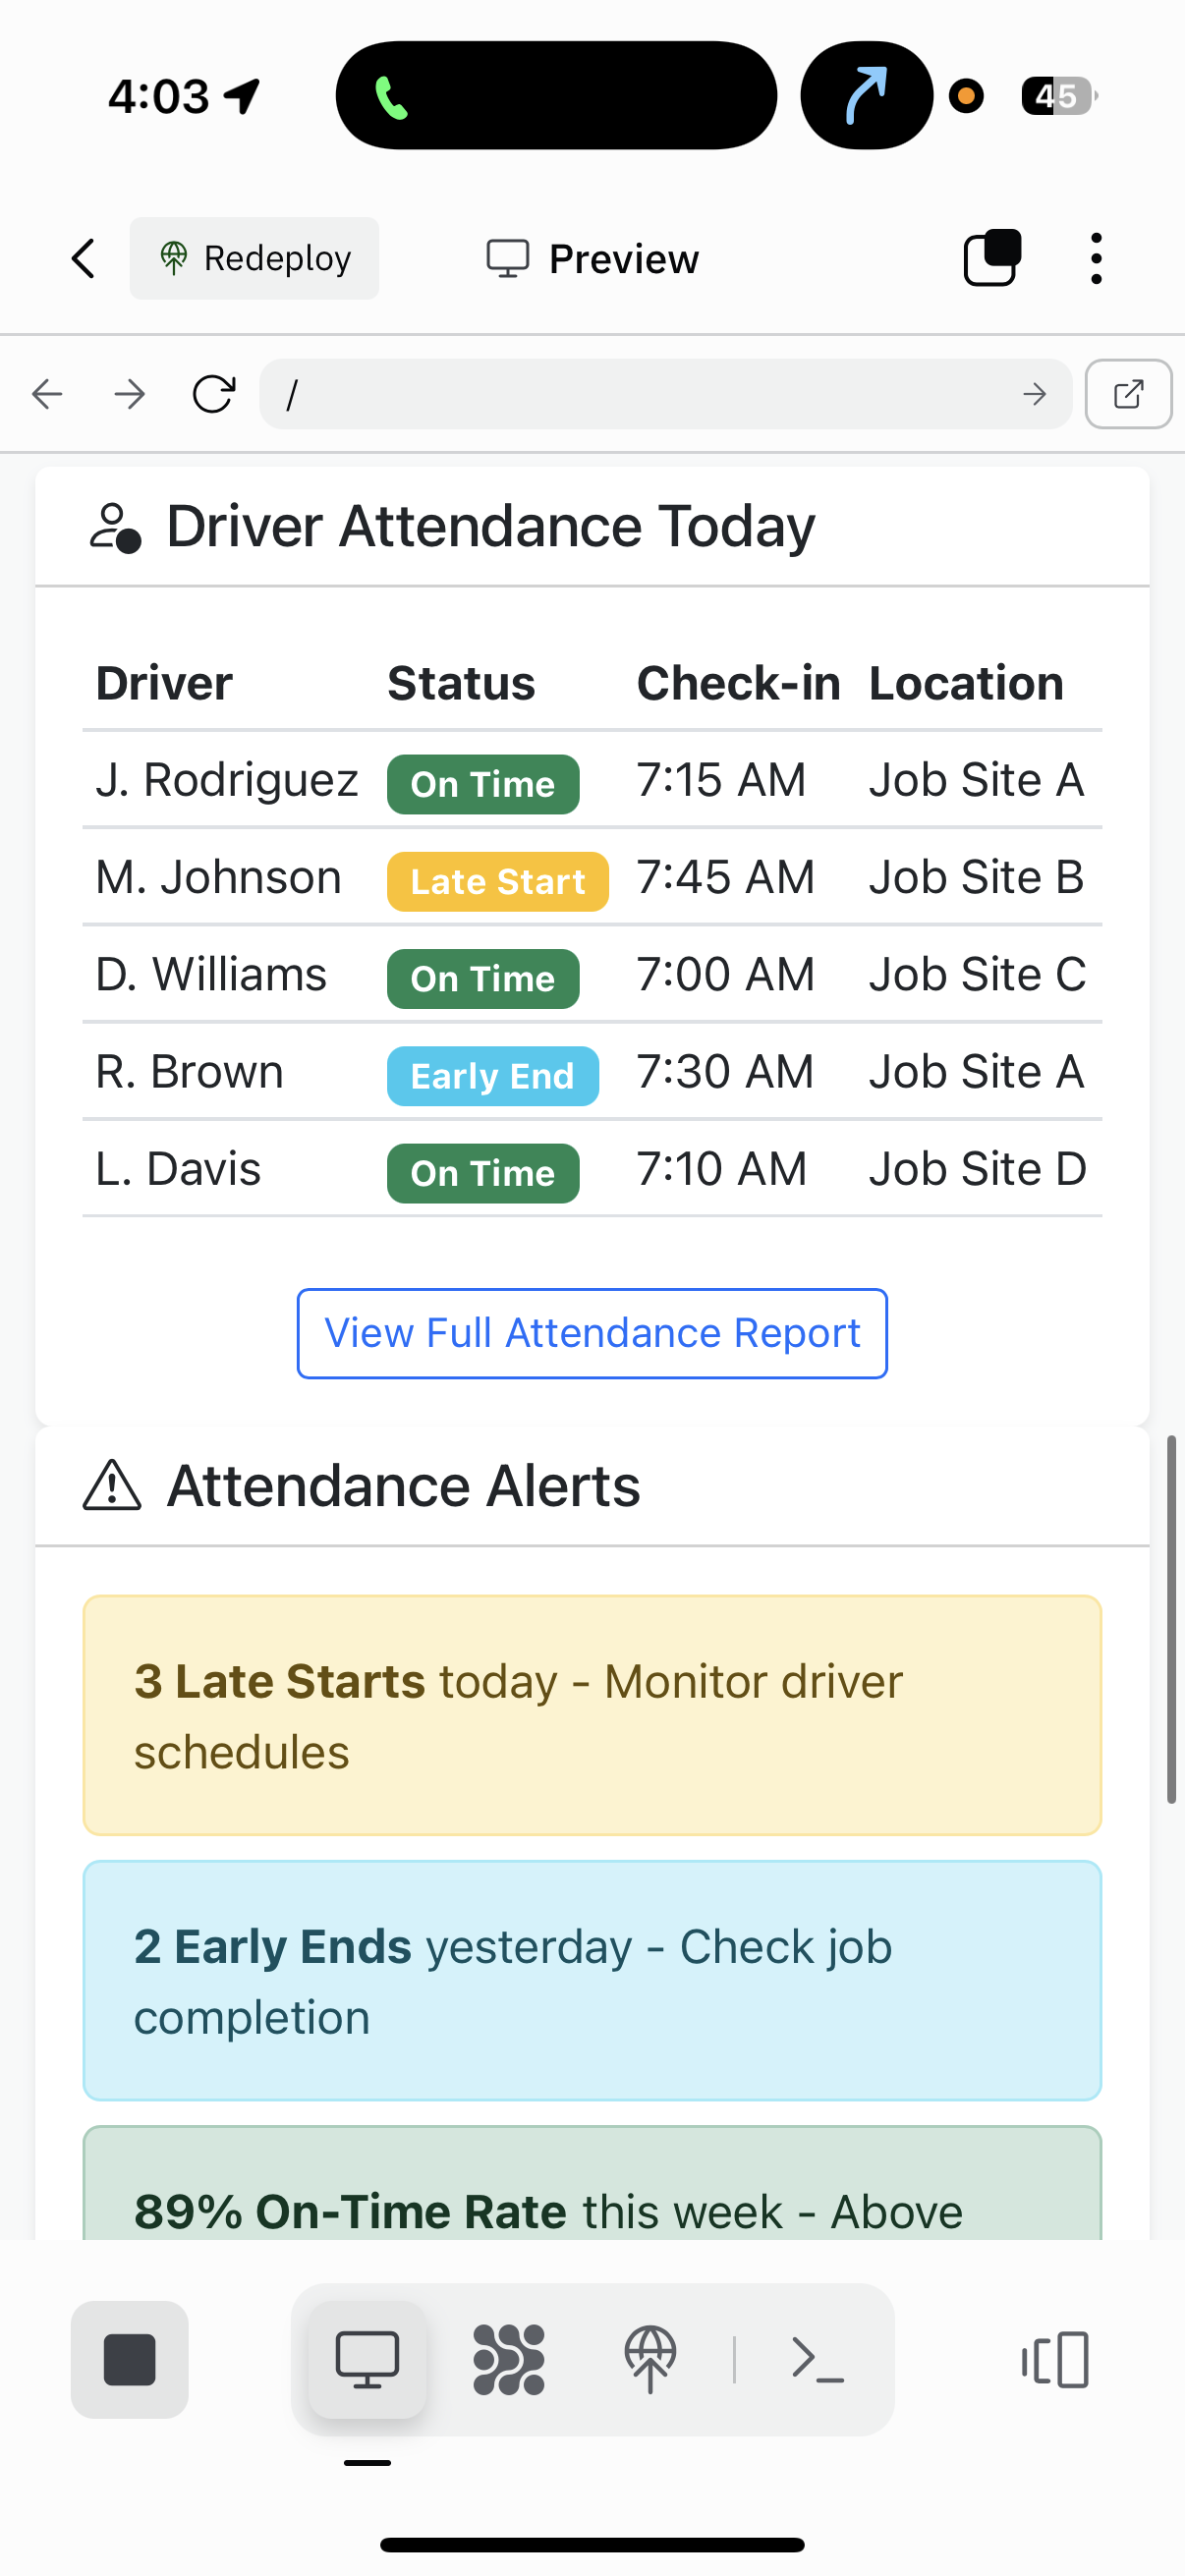 4:03
45
Redeploy
Preview
/
Driver Attendance Today
Driver Status Check-in Location
J. Rodriguez On Time 7:15 AM Job Site A
M. Johnson Late Start 7:45 AM Job Site B
D. Williams On Time 7:00 AM Job Site C
R. Brown Early End 7:30 AM Job Site A
L. Davis On Time 7:10 AM Job Site D
View Full Attendance Report
Attendance Alerts
3 Late Starts today - Monitor driver
schedules
2 Early Ends yesterday - Check job
completion
89% On-Time Rate this week - Above